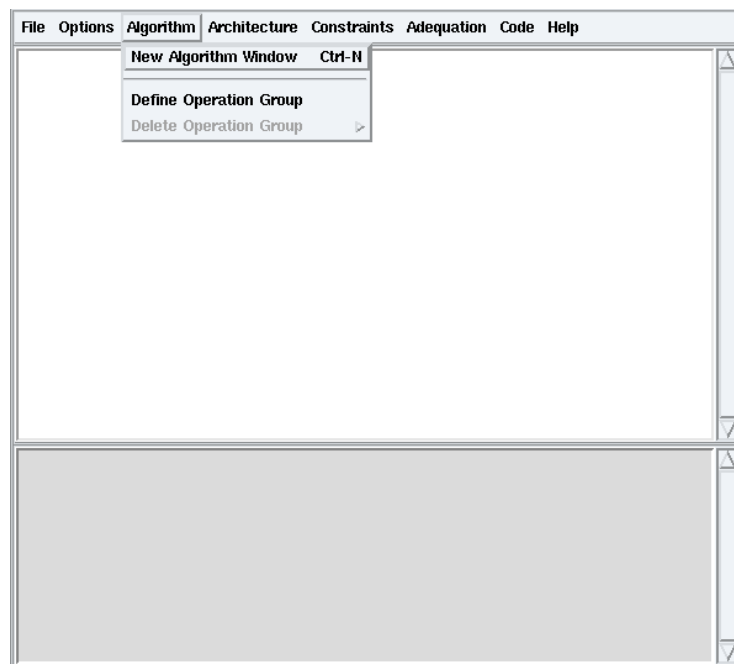 File Options Algorithm Architecture Constraints Adequation Code Help
New Algorithm Window Ctrl-N
Define Operation Group
Delete Operation Group